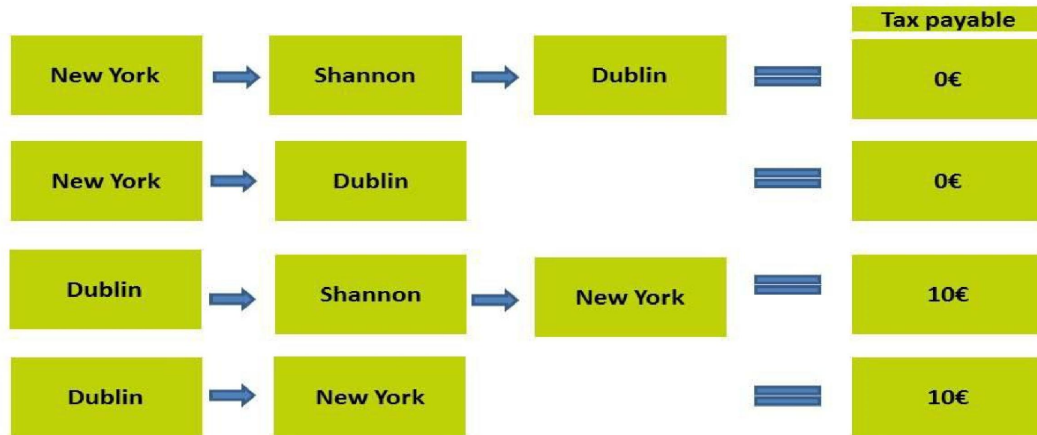 Tax payable
New York Shannon Dublin 0€
New York Dublin 0€
Dublin Shannon New York 10€
Dublin New York 10€